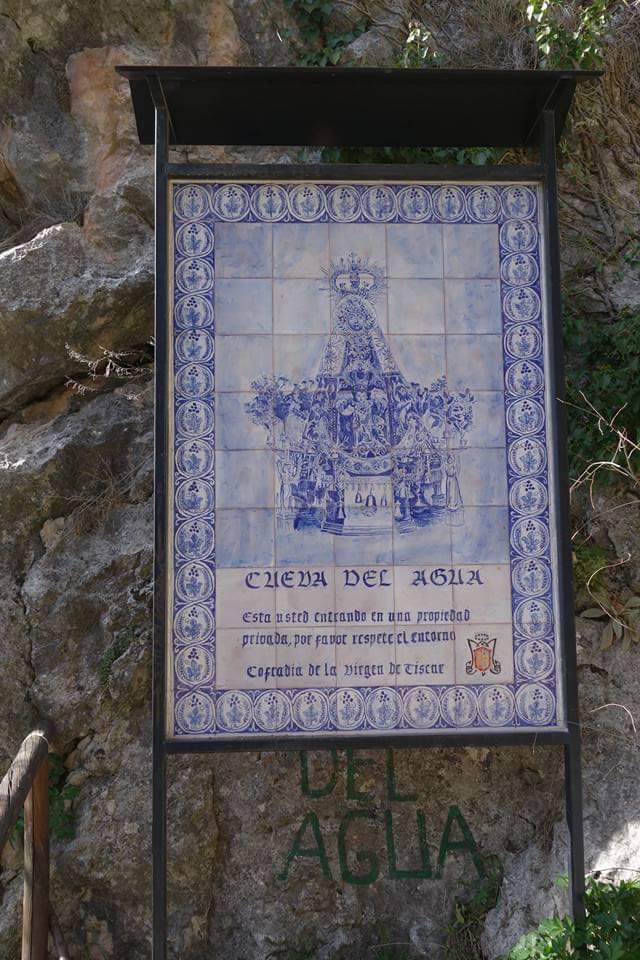 CUEVA DEL AGUA
Esta usted entrando en una propiedad
privada, por favor respete el entorno
Cofradia de la Virgen de Tiscar
DEL
AGUA